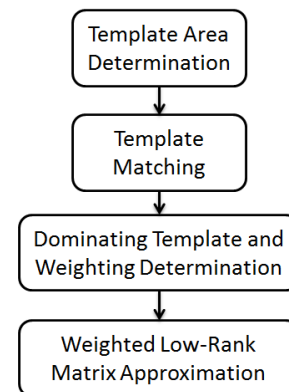 Template Area
Determination
Template
Matching
Dominating Template and
Weighting Determination
Weighted Low-Rank
Matrix Approximation